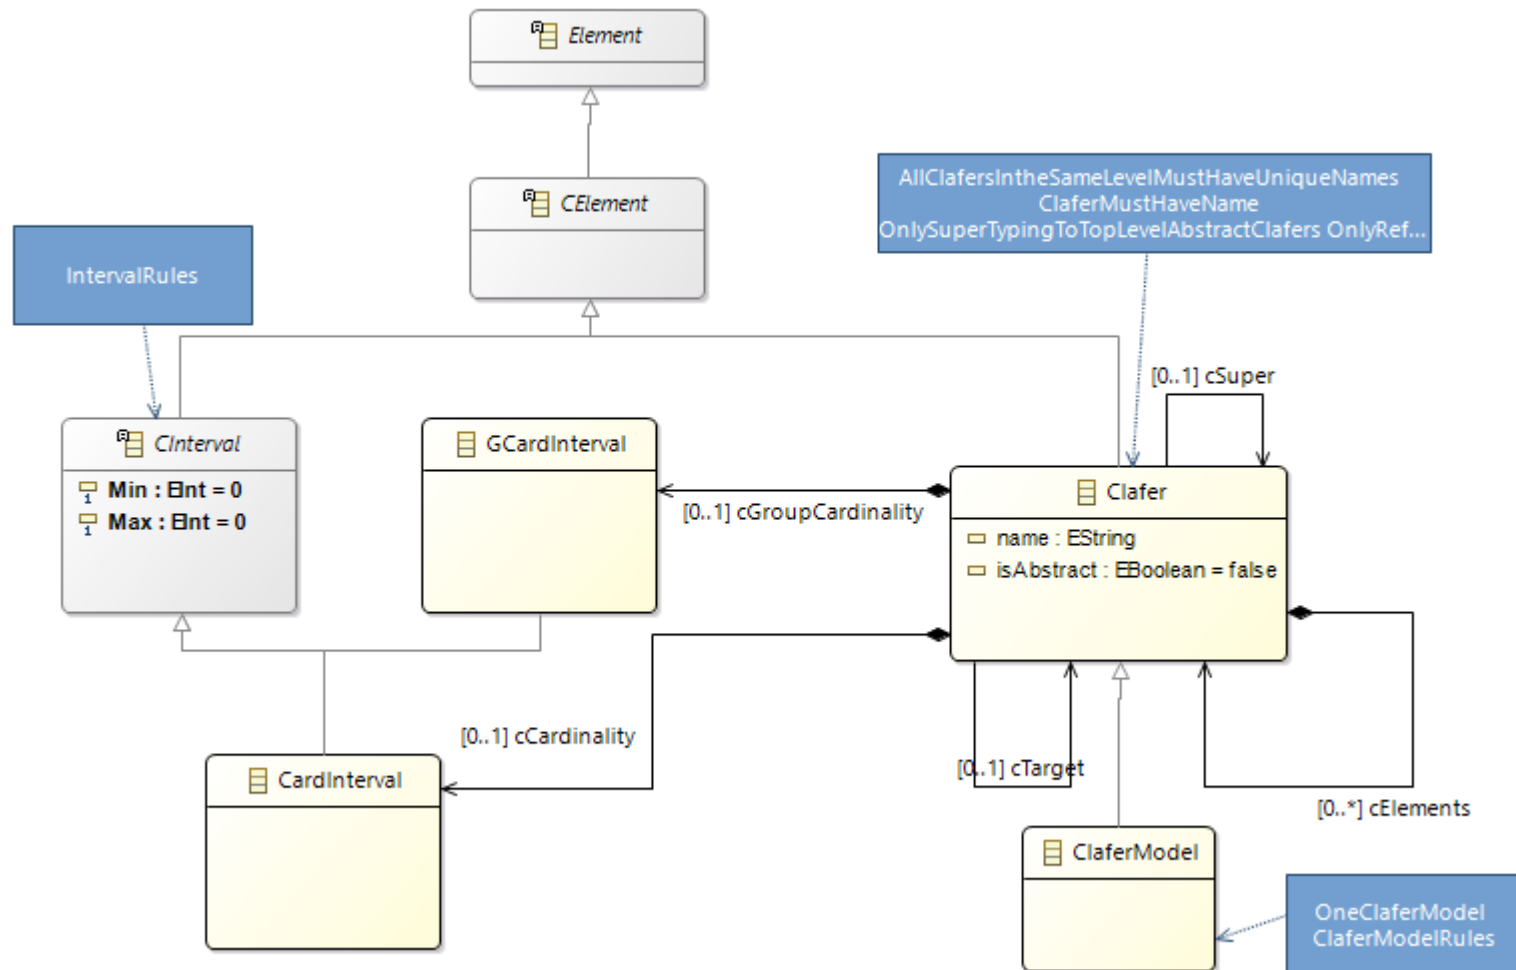 Element
CElement
AllClafersIntheSameLevelMustHaveUniqueNames
ClaferMustHaveName
OnlySuperTypingToTopLevelAbstractClafers OnlyRef...
IntervalRules
[0..1] cSuper
CInterval
Min : EInt = 0
Max : EInt = 0
GCardInterval
[0..1] cGroupCardinality
Clafer
name : EString
isAbstract : EBoolean = false
[0..1] cCardinality
[0..1] cTarget
[0..*] cElements
CardInterval
ClaferModel
OneClaferModel
ClaferModelRules